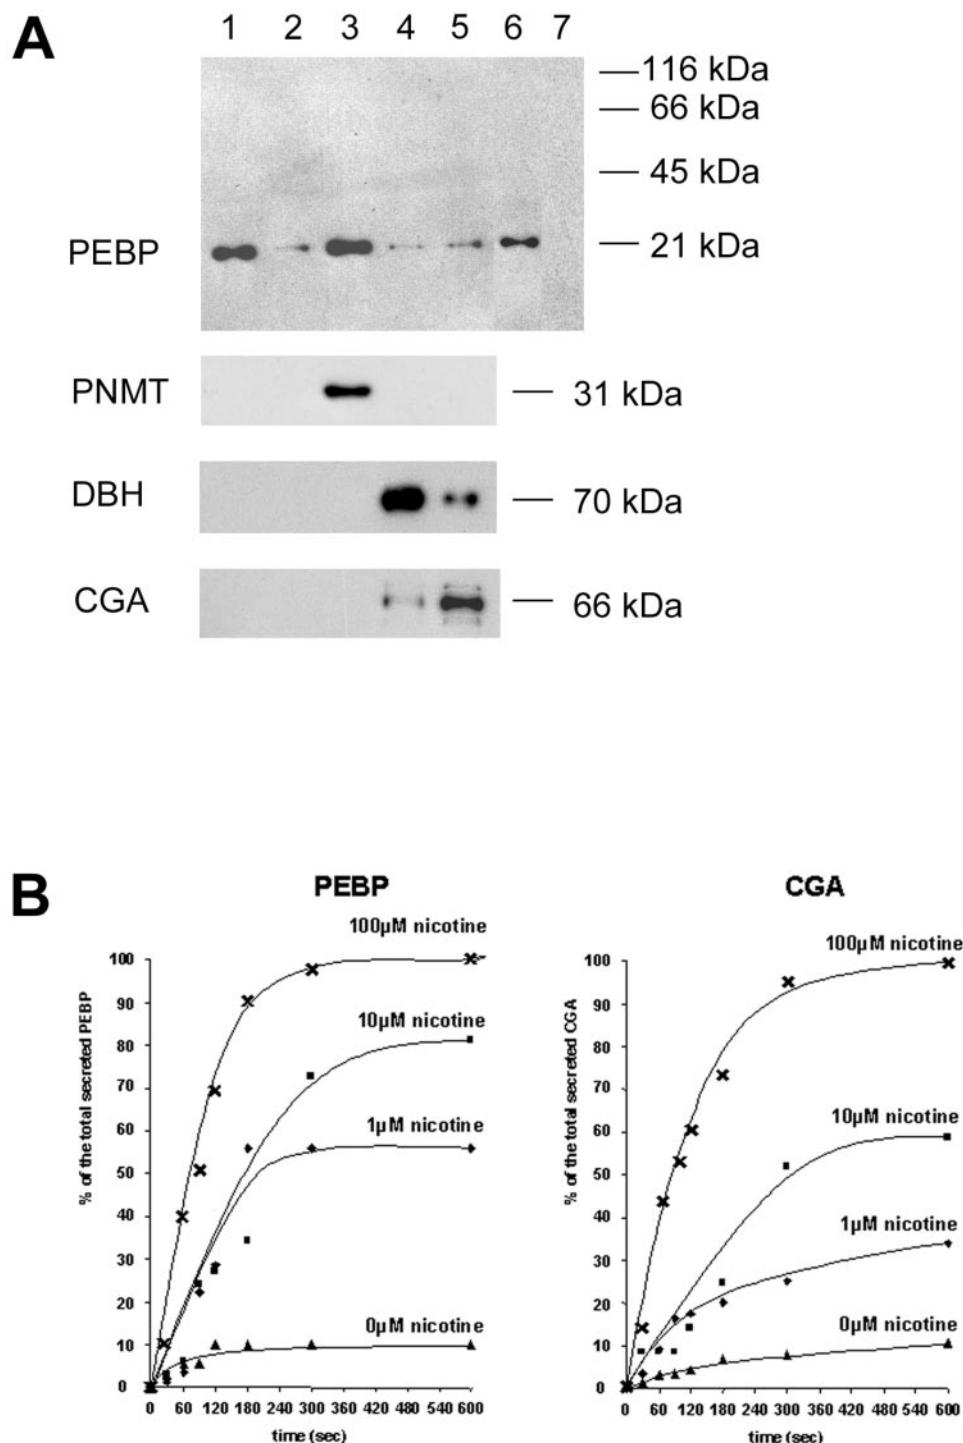 A
1 2 3 4 5 6 7
116 kDa
66 kDa
45 kDa
PEBP
21 kDa
PNMT
31 kDa
DBH
70 kDa
CGA
66 kDa
B
PEBP
100µM nicotine
10µM nicotine
1µM nicotine
0µM nicotine
% of the total secreted PEBP
100
90
80
70
60
50
40
30
20
10
0
0 60 120 180 240 300 360 420 480 540 600
time (sec)
CGA
100µM nicotine
10µM nicotine
1µM nicotine
0µM nicotine
% of the total secreted CGA
100
90
80
70
60
50
40
30
20
10
0
0 60 120 180 240 300 360 420 480 540 600
time (sec)